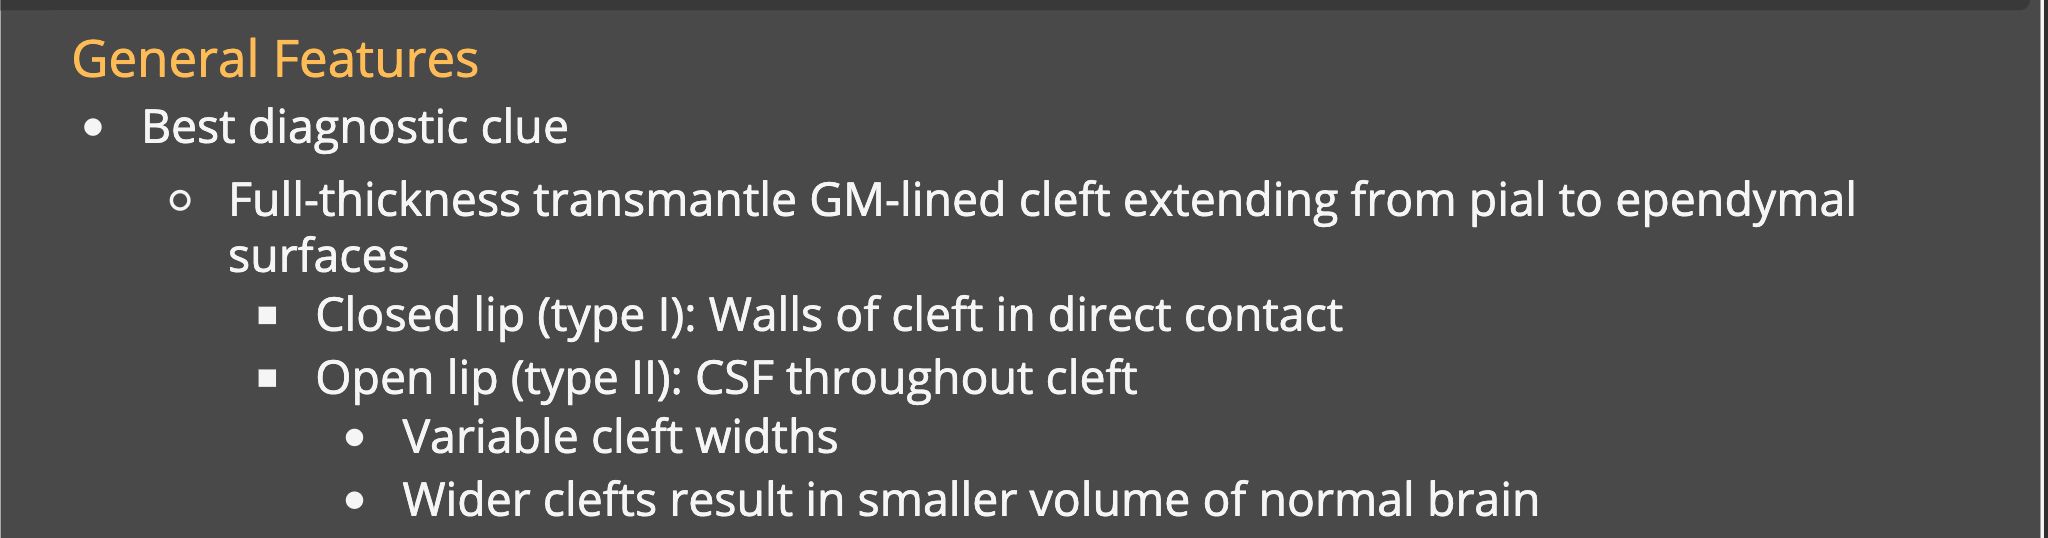 General Features
• Best diagnostic clue
○ Full-thickness transmantle GM-lined cleft extending from pial to ependymal
surfaces
▪ Closed lip (type I): Walls of cleft in direct contact
▪ Open lip (type II): CSF throughout cleft
• Variable cleft widths
• Wider clefts result in smaller volume of normal brain